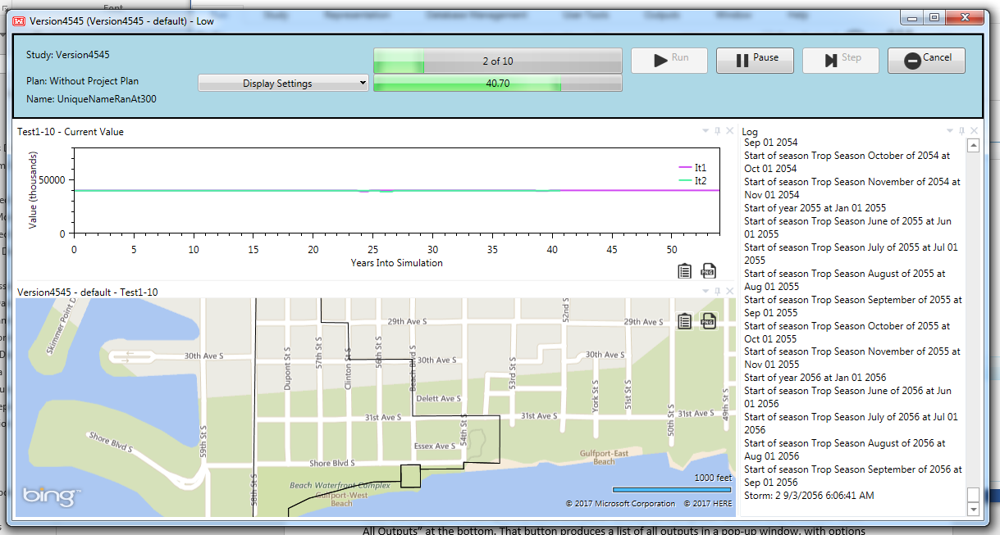 Font
Study Representation Database Management User Tools Outputs Window Help
Version4545 (Version4545 - default) - Low
Study: Version4545
Plan: Without Project Plan
Name: UniqueNameRanAt300
Display Settings
2 of 10
40.70
Run
Pause
Step
Cancel
Test1-10 - Current Value
Value (thousands)
50000
0
It1
It2
0 5 10 15 20 25 30 35 40 45 50
Years Into Simulation
PNG
Version4545 - default - Test1-10
PNG
Skimmer Point D
29th Ave S
52nd S
29th Ave S
30th Ave S
Dupont St S
57th St S
Clinton St S
56th St S
Beach Blvd S
30th Ave S
53rd St S
30th Ave S
Delett Ave S
York St S
51st St S
49th St S
31st Ave S
54th St S
31st Ave S
50th St S
31st Ave S
Shore Blvd S
59th St S
Essex Ave S
Shore Blvd S
Gulfport-East
Beach
58th St S
Beach Waterfront Complex
Gulfport-West
Beach
1000 feet
bing™
© 2017 Microsoft Corporation © 2017 HERE
Log
Sep 01 2054
Start of season Trop Season October of 2054 at
Oct 01 2054
Start of season Trop Season November of 2054 at
Nov 01 2054
Start of year 2055 at Jan 01 2055
Start of season Trop Season June of 2055 at Jun
01 2055
Start of season Trop Season July of 2055 at Jul 01
2055
Start of season Trop Season August of 2055 at
Aug 01 2055
Start of season Trop Season September of 2055 at
Sep 01 2055
Start of season Trop Season October of 2055 at
Oct 01 2055
Start of season Trop Season November of 2055 at
Nov 01 2055
Start of year 2056 at Jan 01 2056
Start of season Trop Season June of 2056 at Jun
01 2056
Start of season Trop Season July of 2056 at Jul 01
2056
Start of season Trop Season August of 2056 at
Aug 01 2056
Start of season Trop Season September of 2056 at
Sep 01 2056
Storm: 2 9/3/2056 6:06:41 AM
All Outputs" at the bottom. That button produces a list of all outputs in a pop-up window, with options